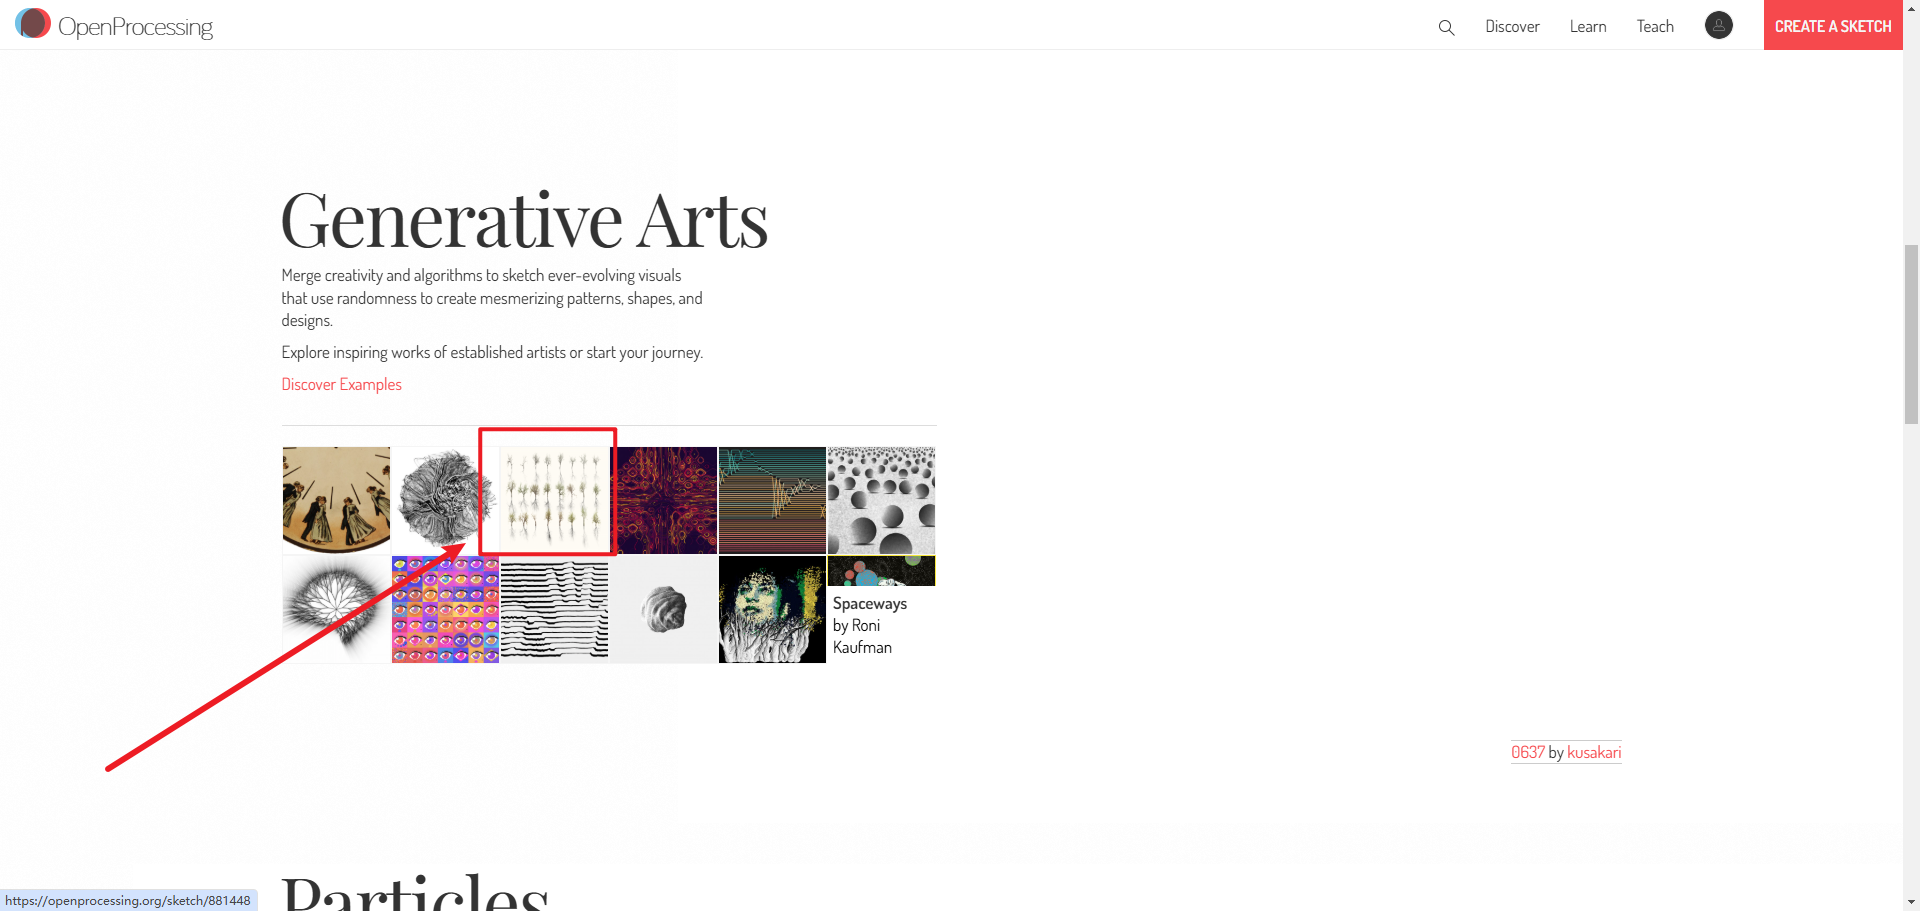 OpenProcessing
Discover
Learn
Teach
CREATE A SKETCH
Generative Arts
Merge creativity and algorithms to sketch ever-evolving visuals
that use randomness to create mesmerizing patterns, shapes, and
designs.
Explore inspiring works of established artists or start your journey.
Discover Examples
Spaceways
by Roni
Kaufman
0637 by kusakari
Particles
https://openprocessing.org/sketch/881448